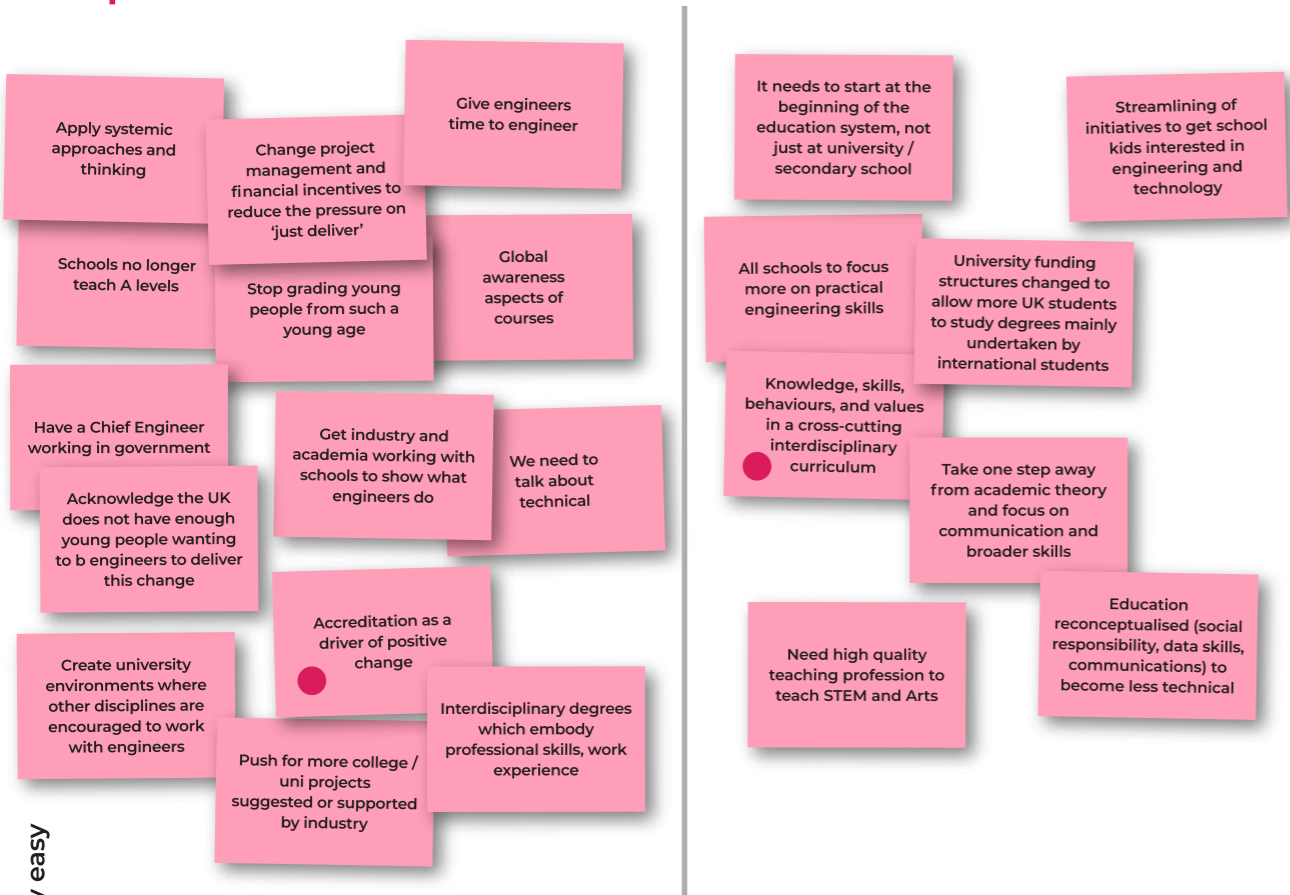 Apply systemic
approaches and
thinking
Change project
management and
financial incentives to
reduce the pressure on
‘just deliver’
Give engineers
time to engineer
Schools no longer
teach A levels
Stop grading young
people from such a
young age
Global
awareness
aspects of
courses
Have a Chief Engineer
working in government
Acknowledge the UK
does not have enough
young people wanting
to b engineers to deliver
this change
Get industry and
academia working with
schools to show what
engineers do
We need to
talk about
technical
Accreditation as a
driver of positive
change
Create university
environments where
other disciplines are
encouraged to work
with engineers
Push for more college /
uni projects
suggested or supported
by industry
Interdisciplinary degrees
which embody
professional skills, work
experience
easy
It needs to start at the
beginning of the
education system, not
just at university /
secondary school
Streamlining of
initiatives to get school
kids interested in
engineering and
technology
All schools to focus
more on practical
engineering skills
University funding
structures changed to
allow more UK students
to study degrees mainly
undertaken by
international students
Knowledge, skills,
behaviours, and values
in a cross-cutting
interdisciplinary
curriculum
Take one step away
from academic theory
and focus on
communication and
broader skills
Education
reconceptualised (social
responsibility, data skills,
communications) to
become less technical
Need high quality
teaching profession to
teach STEM and Arts